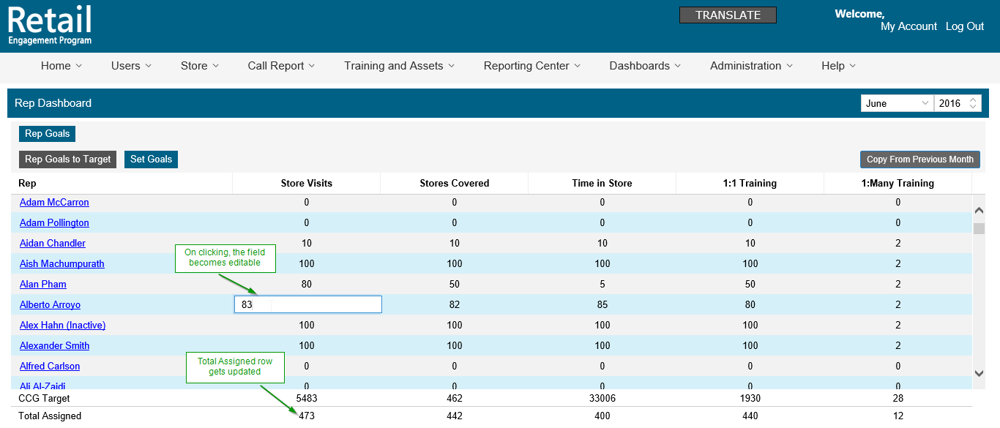 Retail
Engagement Program
TRANSLATE
Welcome,
My Account Log Out
Home Users Store Call Report Training and Assets Reporting Center Dashboards Administration Help
Rep Dashboard June 2016
Rep Goals
Rep Goals to Target Set Goals Copy From Previous Month
Rep Store Visits Stores Covered Time in Store 1:1 Training 1:Many Training
Adam McCarron 0 0 0 0 0
Adam Pollington 0 0 0 0 0
Aidan Chandler 10 10 10 10 2
On clicking, the field
becomes editable
Aish Machumpurath 100 100 100 100 2
Alan Pham 80 50 5 50 2
Alberto Arroyo 83 82 85 80 2
Alex Hahn (Inactive) 100 100 100 100 2
Alexander Smith 100 100 100 100 2
Total Assigned row
gets updated
Alfred Carlson 0 0 0 0 0
Ali Al-Zaidi 0 0 0 0 0
CCG Target 5483 462 33006 1930 28
Total Assigned 473 442 400 440 12